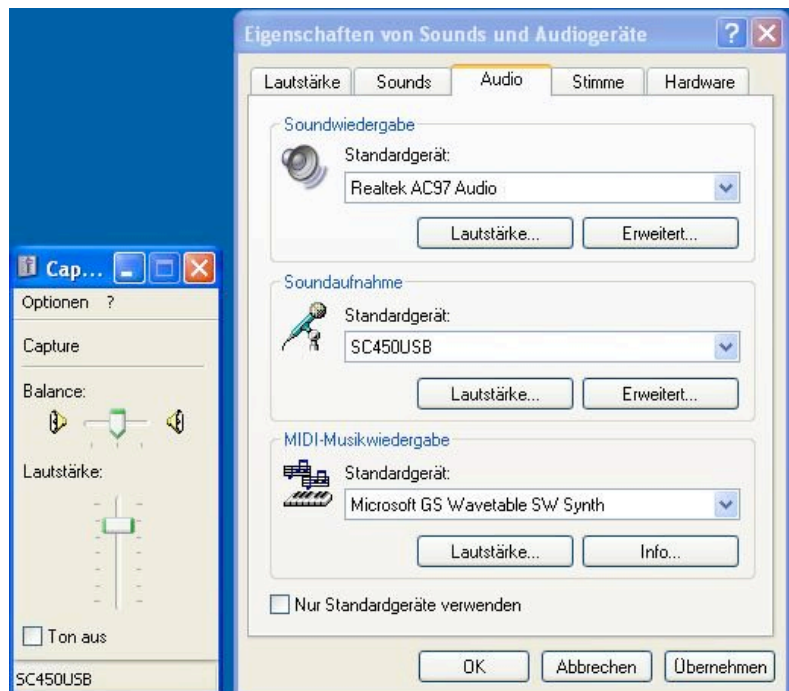 Eigenschaften von Sounds und Audiogeräte
Lautstärke Sounds Audio Stimme Hardware
Soundwiedergabe
Standardgerät:
Realtek AC97 Audio
Lautstärke... Erweitert...
Soundaufnahme
Standardgerät:
SC450USB
Lautstärke... Erweitert...
MIDI-Musikwiedergabe
Standardgerät:
Microsoft GS Wavetable SW Synth
Lautstärke... Info...
Nur Standardgeräte verwenden
OK Abbrechen Übernehmen
Cap...
Optionen ?
Capture
Balance:
Lautstärke:
Ton aus
SC450USB